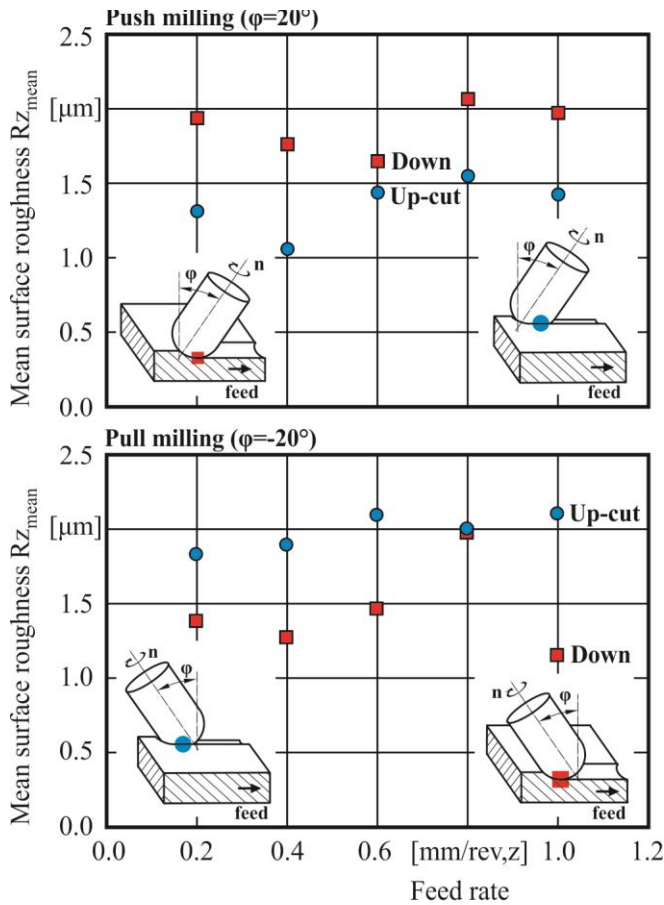 Push milling (φ=20°)
Mean surface roughness Rz_mean
2.5
[μm]
1.5
1.0
0.5
0.0
Down
Up-cut
φ
n
feed
φ
n
feed
Pull milling (φ=-20°)
Mean surface roughness Rz_mean
2.5
[μm]
1.5
1.0
0.5
0.0
Up-cut
Down
n
φ
feed
n
φ
feed
0.0 0.2 0.4 0.6 [mm/rev,z] 1.0 1.2
Feed rate